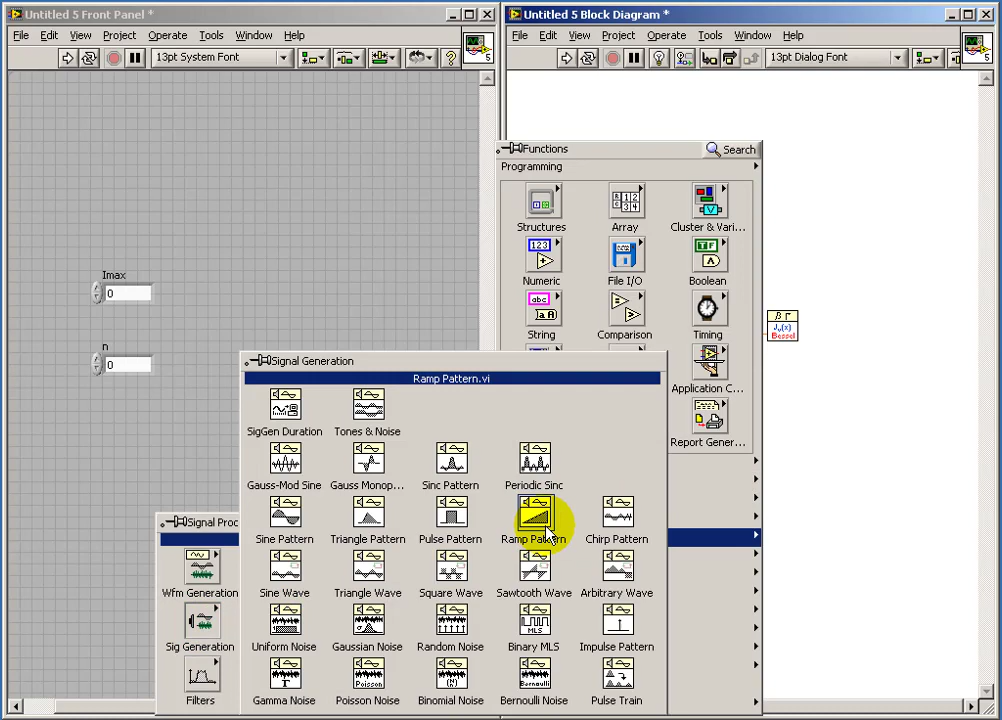 Untitled 5 Front Panel *
File Edit View Project Operate Tools Window Help
13pt System Font
5
Imax
0
n
0
Untitled 5 Block Diagram *
File Edit View Project Operate Tools Window Help
13pt Dialog Font
5
Functions
Search
Programming
Structures Array Cluster & Vari...
Numeric File I/O Boolean
String Comparison Timing
Application C...
Report Gener...
Jv(x)
Bessel
Signal Proc
Wfm Generation
Sig Generation
Filters
Signal Generation
Ramp Pattern.vi
SigGen Duration Tones & Noise
Gauss-Mod Sine Gauss Monop... Sinc Pattern Periodic Sinc
Sine Pattern Triangle Pattern Pulse Pattern Ramp Pattern Chirp Pattern
Sine Wave Triangle Wave Square Wave Sawtooth Wave Arbitrary Wave
Uniform Noise Gaussian Noise Random Noise Binary MLS Impulse Pattern
Gamma Noise Poisson Noise Binomial Noise Bernoulli Noise Pulse Train